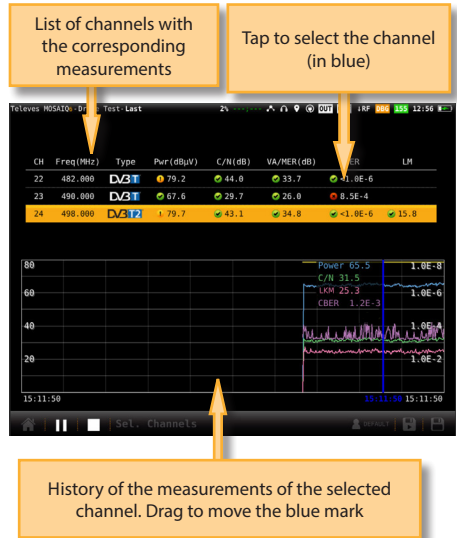 List of channels with
the corresponding
measurements
Tap to select the channel
(in blue)
Televes MOSAIQ6-Drive Test-Last 2% OUT ↓RF DBG 155 12:56
CH Freq(MHz) Type Pwr(dBµV) C/N(dB) VA/MER(dB) LM
22 482.000 DVB T 79.2 44.0 33.7 <1.0E-6
23 490.000 DVB T 67.6 29.7 26.0 8.5E-4
24 498.000 DVB T2 79.7 43.1 34.8 <1.0E-6 15.8
80 Power 65.5 1.0E-8
C/N 31.5
60 LKM 25.3 1.0E-6
CBER 1.2E-3
40 1.0E-4
20 1.0E-2
15:11:50 15:11:50
Sel. Channels DEFAULT
History of the measurements of the selected
channel. Drag to move the blue mark